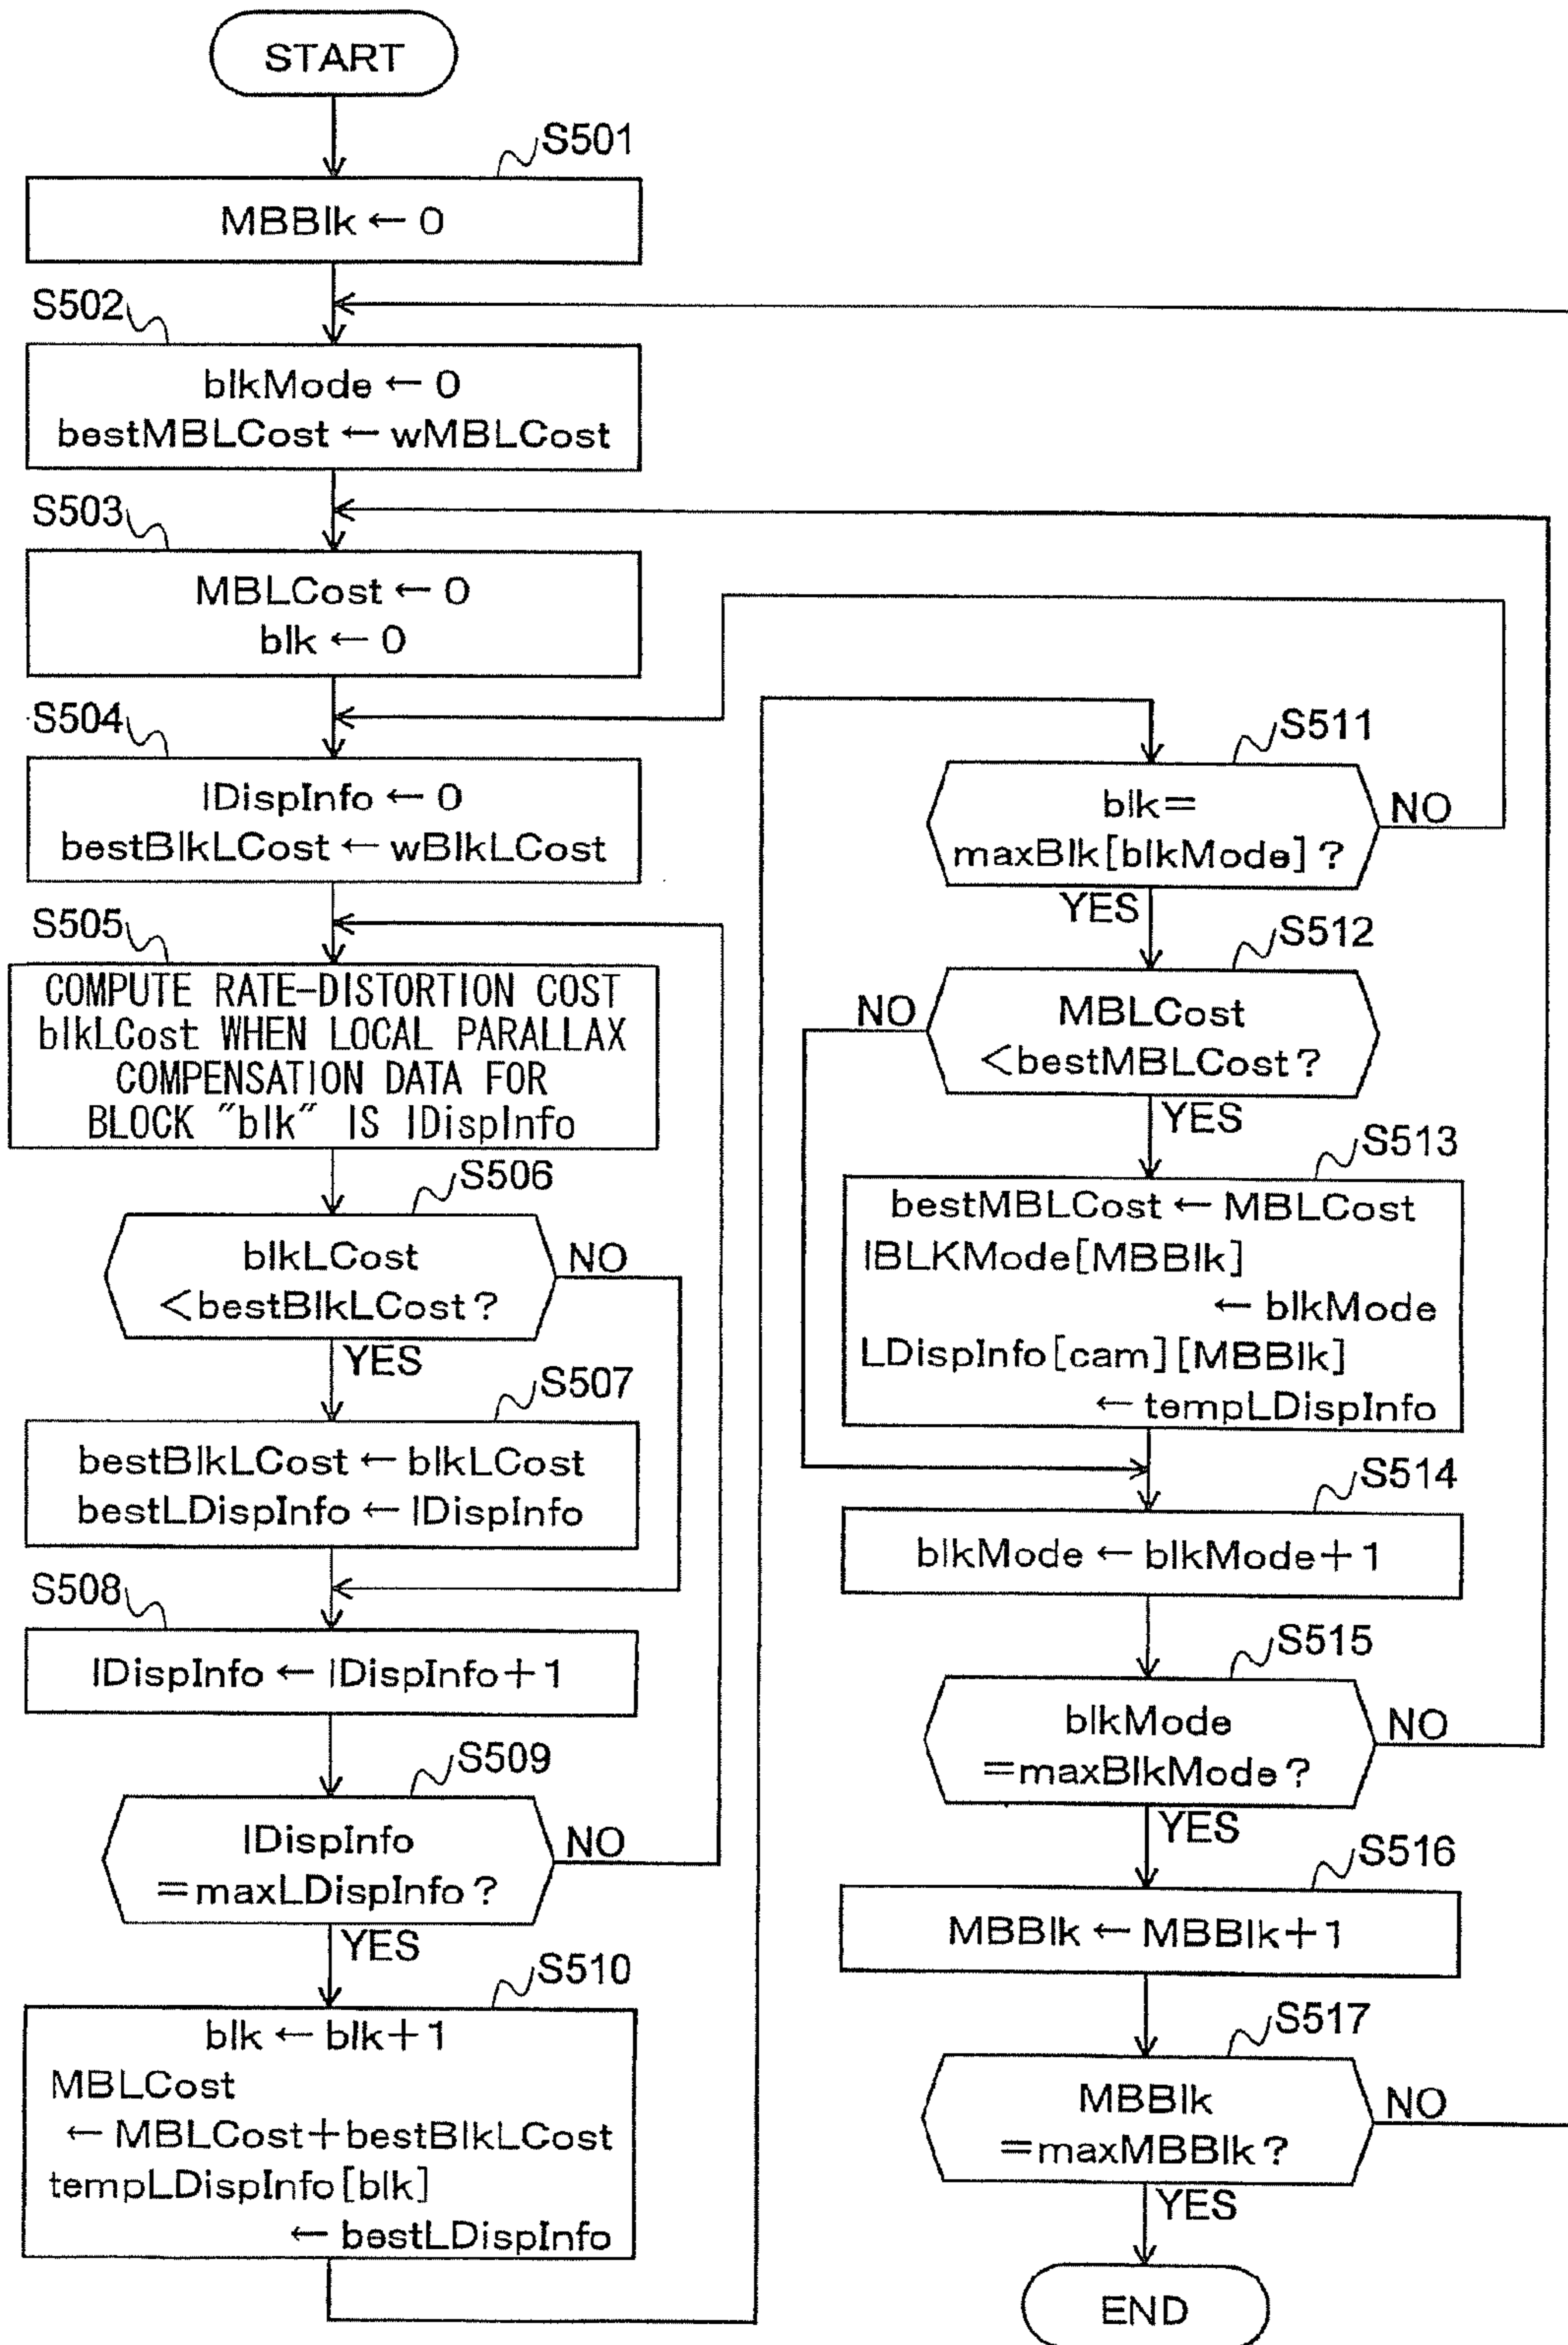 START
S501
MBBlk ← 0
S502
blkMode ← 0
bestMBLCost ← wMBLCost
S503
MBLCost ← 0
blk ← 0
S504
lDispInfo ← 0
bestBlkLCost ← wBlkLCost
S505
COMPUTE RATE-DISTORTION COST
blkLCost WHEN LOCAL PARALLAX
COMPENSATION DATA FOR
BLOCK "blk" IS lDispInfo
S506
blkLCost
<bestBlkLCost?
NO
YES
S507
bestBlkLCost ← blkLCost
bestLDispInfo ← lDispInfo
S508
lDispInfo ← lDispInfo+1
S509
lDispInfo
=maxLDispInfo?
NO
YES
S510
blk ← blk+1
MBLCost
← MBLCost+bestBlkLCost
tempLDispInfo[blk]
← bestLDispInfo
S511
blk=
maxBlk[blkMode]?
NO
YES
S512
MBLCost
<bestMBLCost?
NO
YES
S513
bestMBLCost ← MBLCost
lBLKMode[MBBlk]
← blkMode
LDispInfo[cam][MBBlk]
← tempLDispInfo
S514
blkMode ← blkMode+1
S515
blkMode
=maxBlkMode?
NO
YES
S516
MBBlk ← MBBlk+1
S517
MBBlk
=maxMBBlk?
NO
YES
END